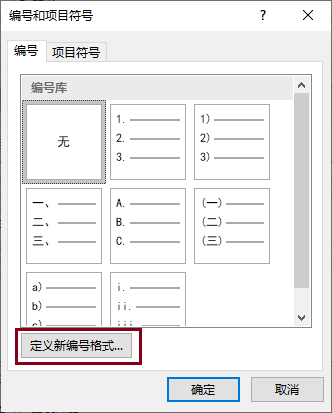 编号和项目符号
编号 项目符号
编号库
无
1.
2.
3.
1)
2)
3)
一、
二、
三、
A.
B.
C.
(一)
(二)
(三)
a)
b)
c)
i.
ii.
iii.
定义新编号格式...
确定 取消